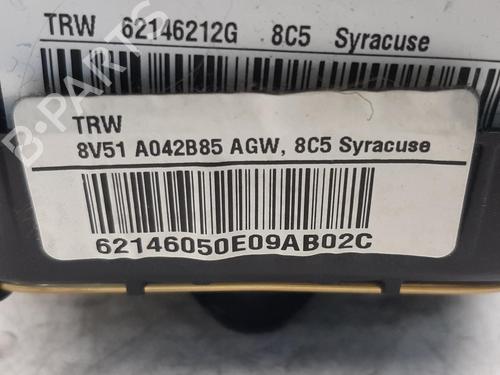 TRW 62146212G 8C5 Syracuse
TRW
8V51 A042B85 AGW, 8C5 Syracuse
62146050E09AB02C
B-PARTS